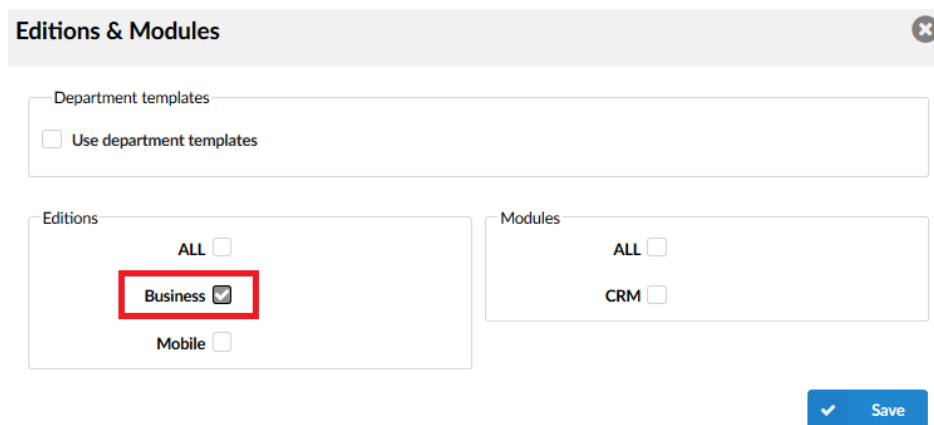 Editions & Modules
Department templates
Use department templates
Editions
ALL
Business
Mobile
Modules
ALL
CRM
Save